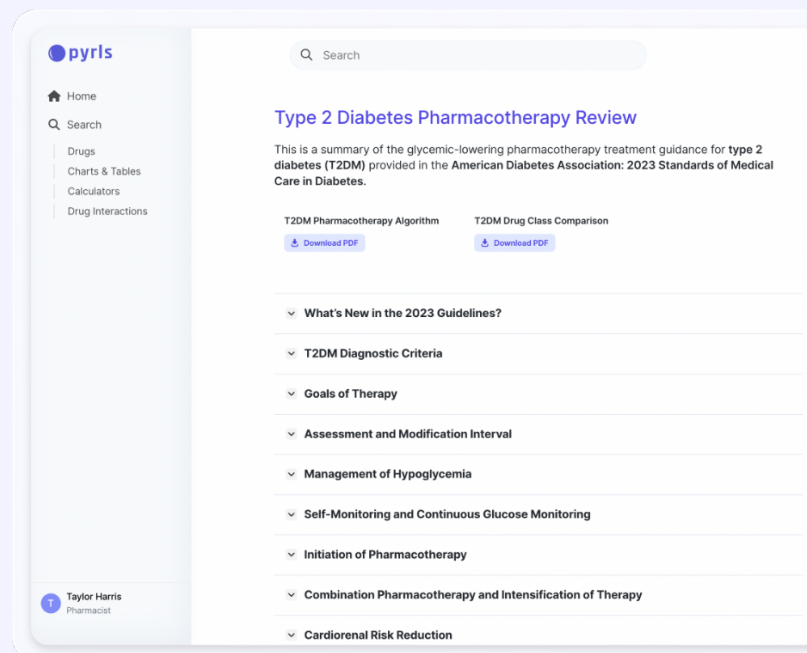 pyrls
Home
Search
Drugs
Charts & Tables
Calculators
Drug Interactions
T
Taylor Harris
Pharmacist
Search
Type 2 Diabetes Pharmacotherapy Review
This is a summary of the glycemic-lowering pharmacotherapy treatment guidance for type 2
diabetes (T2DM) provided in the American Diabetes Association: 2023 Standards of Medical
Care in Diabetes.
T2DM Pharmacotherapy Algorithm
Download PDF
T2DM Drug Class Comparison
Download PDF
What's New in the 2023 Guidelines?
T2DM Diagnostic Criteria
Goals of Therapy
Assessment and Modification Interval
Management of Hypoglycemia
Self-Monitoring and Continuous Glucose Monitoring
Initiation of Pharmacotherapy
Combination Pharmacotherapy and Intensification of Therapy
Cardiorenal Risk Reduction